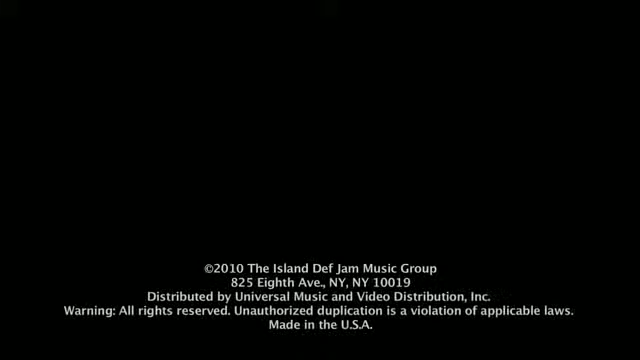 ©2010 The Island Def Jam Music Group
825 Eighth Ave., NY, NY 10019
Distributed by Universal Music and Video Distribution, Inc.
Warning: All rights reserved. Unauthorized duplication is a violation of applicable laws.
Made in the U.S.A.